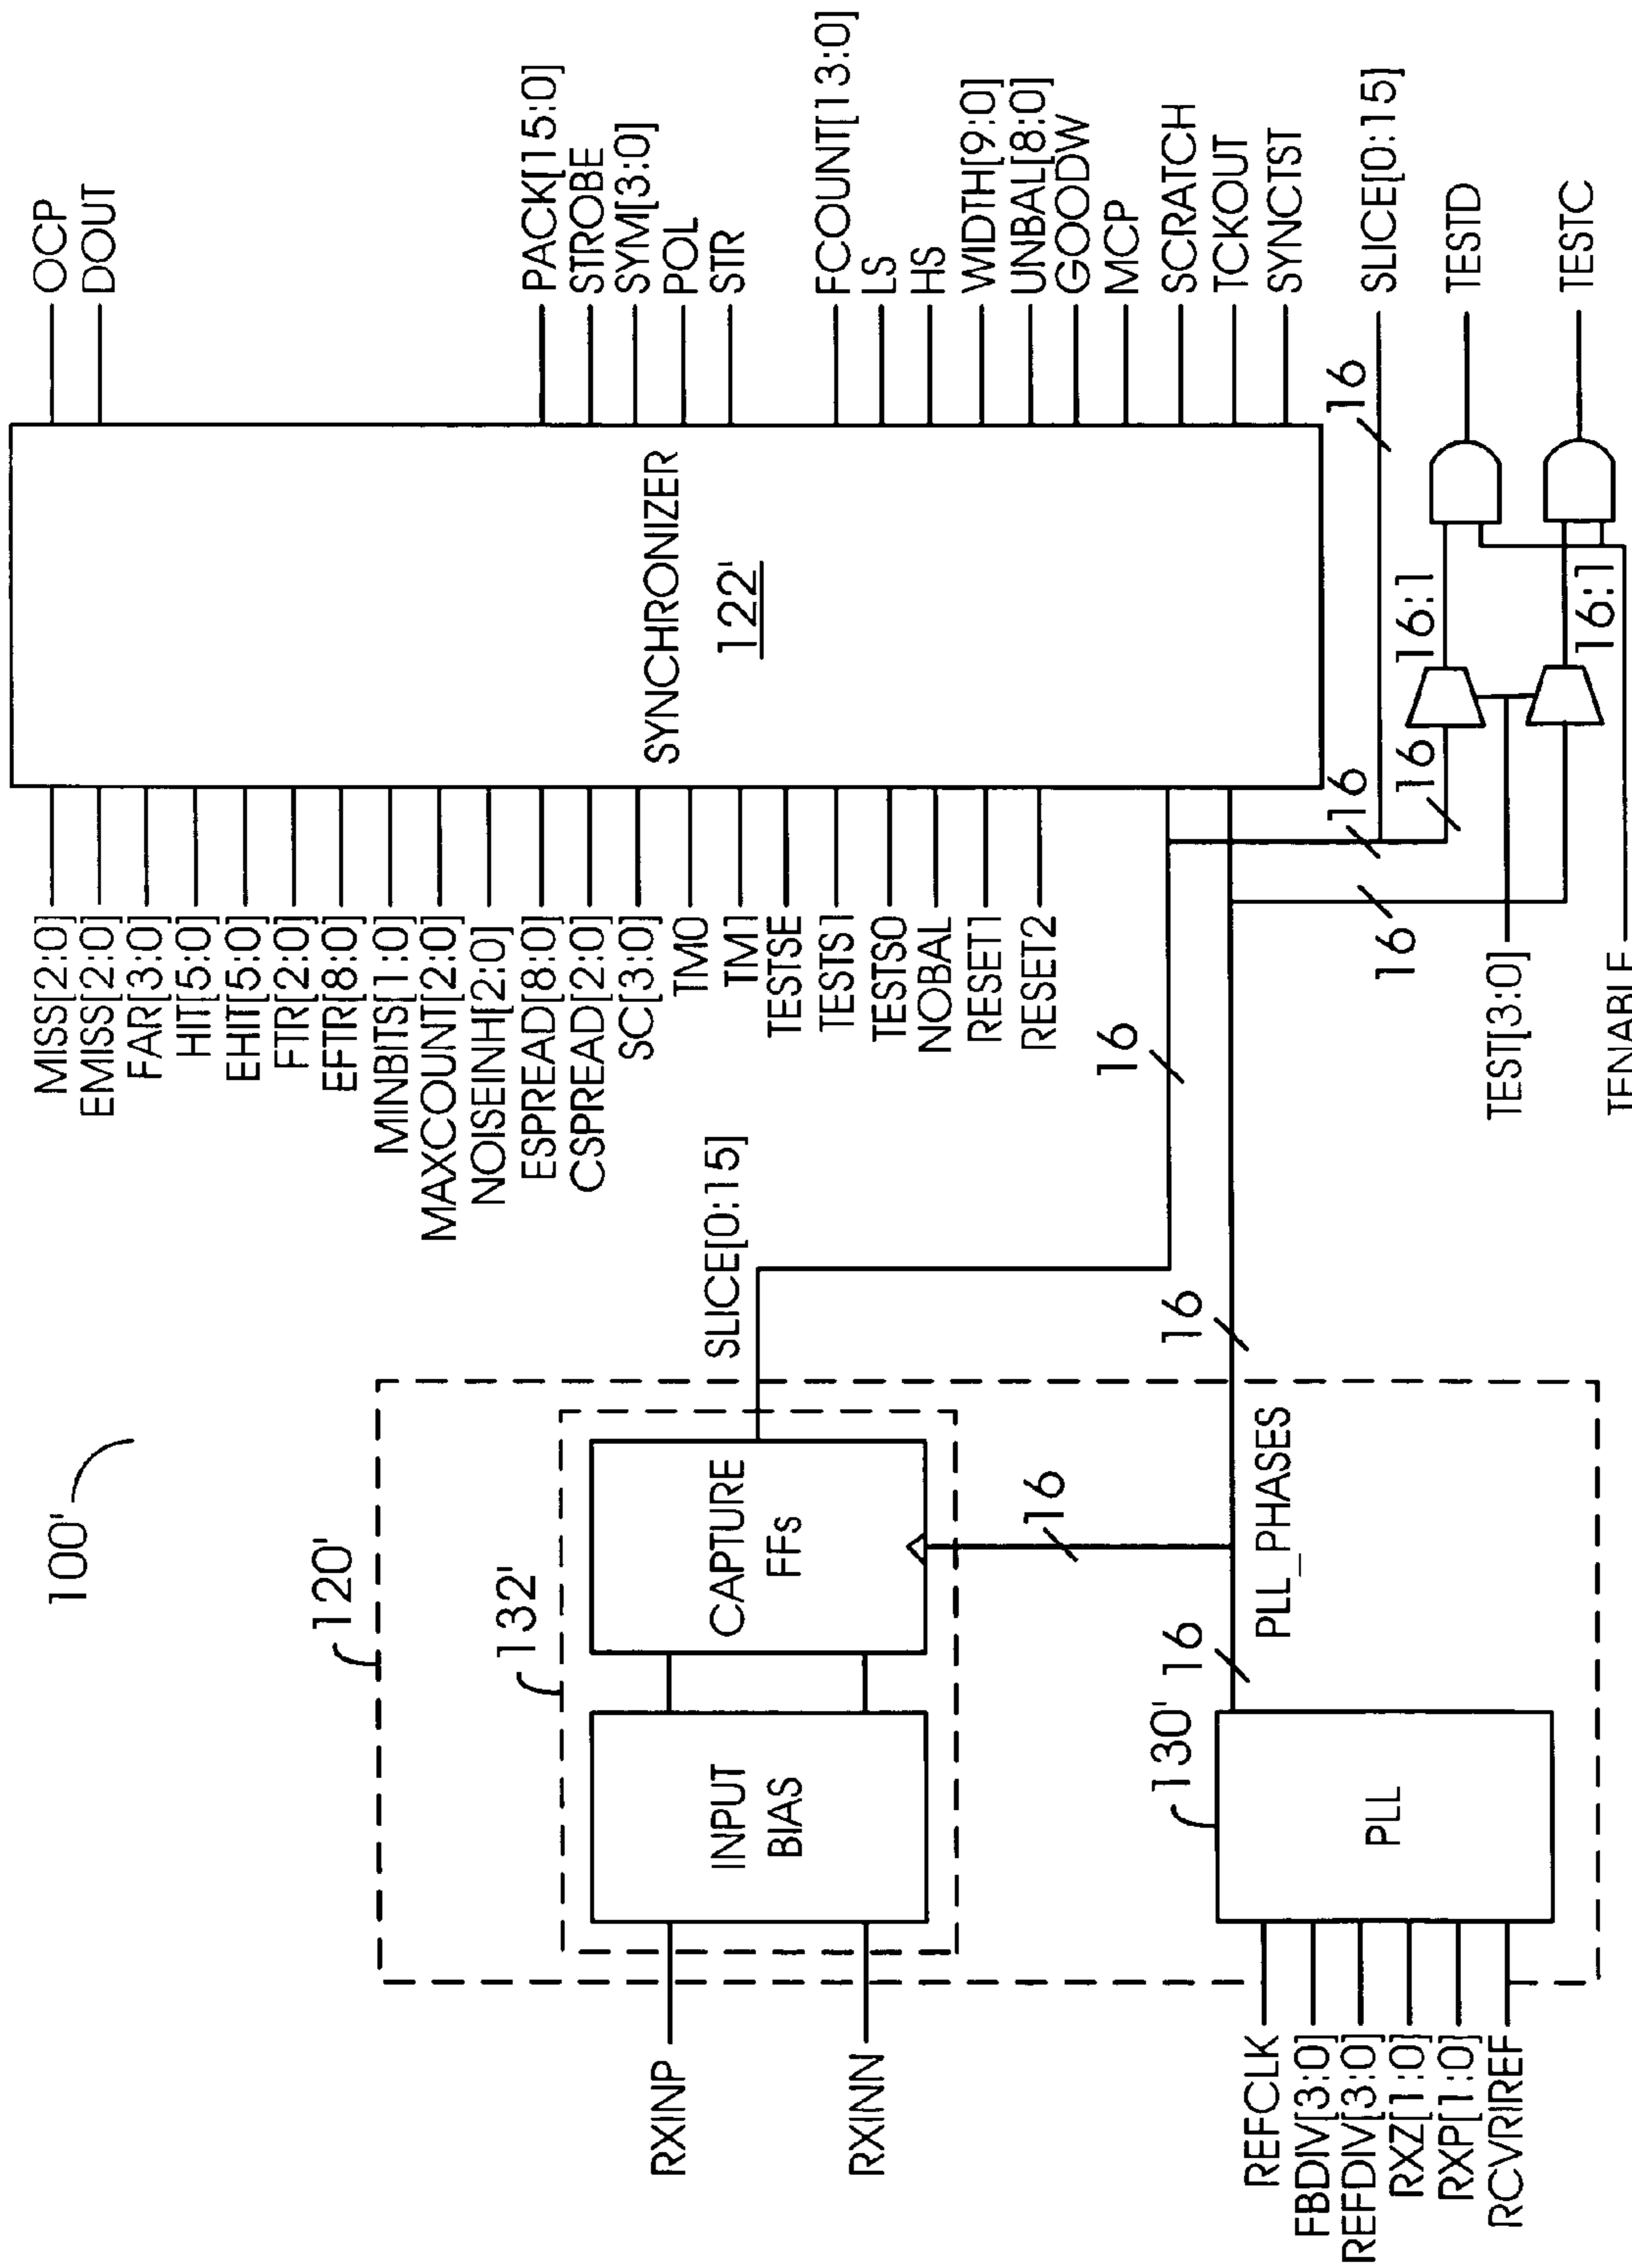 100'
120'
132'
RXINP
RXINN
INPUT
BIAS
CAPTURE
FFs
SLICE[0:15]
16
130'
PLL
REFCLK
FBDIV[3:0]
REFDIV[3:0]
RXZ[1:0]
RXP[1:0]
RCVRIREF
16
PLL_PHASES
16
16
MISS[2:0]
EMISS[2:0]
FAR[3:0]
HIT[5:0]
EHIT[5:0]
FTR[2:0]
EFTR[8:0]
MINBITS[1:0]
MAXCOUNT[2:0]
NOISEINH[2:0]
ESPREAD[8:0]
CSPREAD[2:0]
SC[3:0]
TM0
TM1
TESTSE
TESTS1
TESTS0
NOBAL
RESET1
RESET2
SYNCHRONIZER
122'
OCP
DOUT
PACK[15:0]
STROBE
SYM[3:0]
POL
STR
FCOUNT[13:0]
LS
HS
WIDTH[9:0]
UNBAL[8:0]
GOODW
MCP
SCRATCH
TCKOUT
SYNCTST
16
SLICE[0:15]
16
16
16
16:1
16:1
TEST[3:0]
TENABLE
TESTD
TESTC